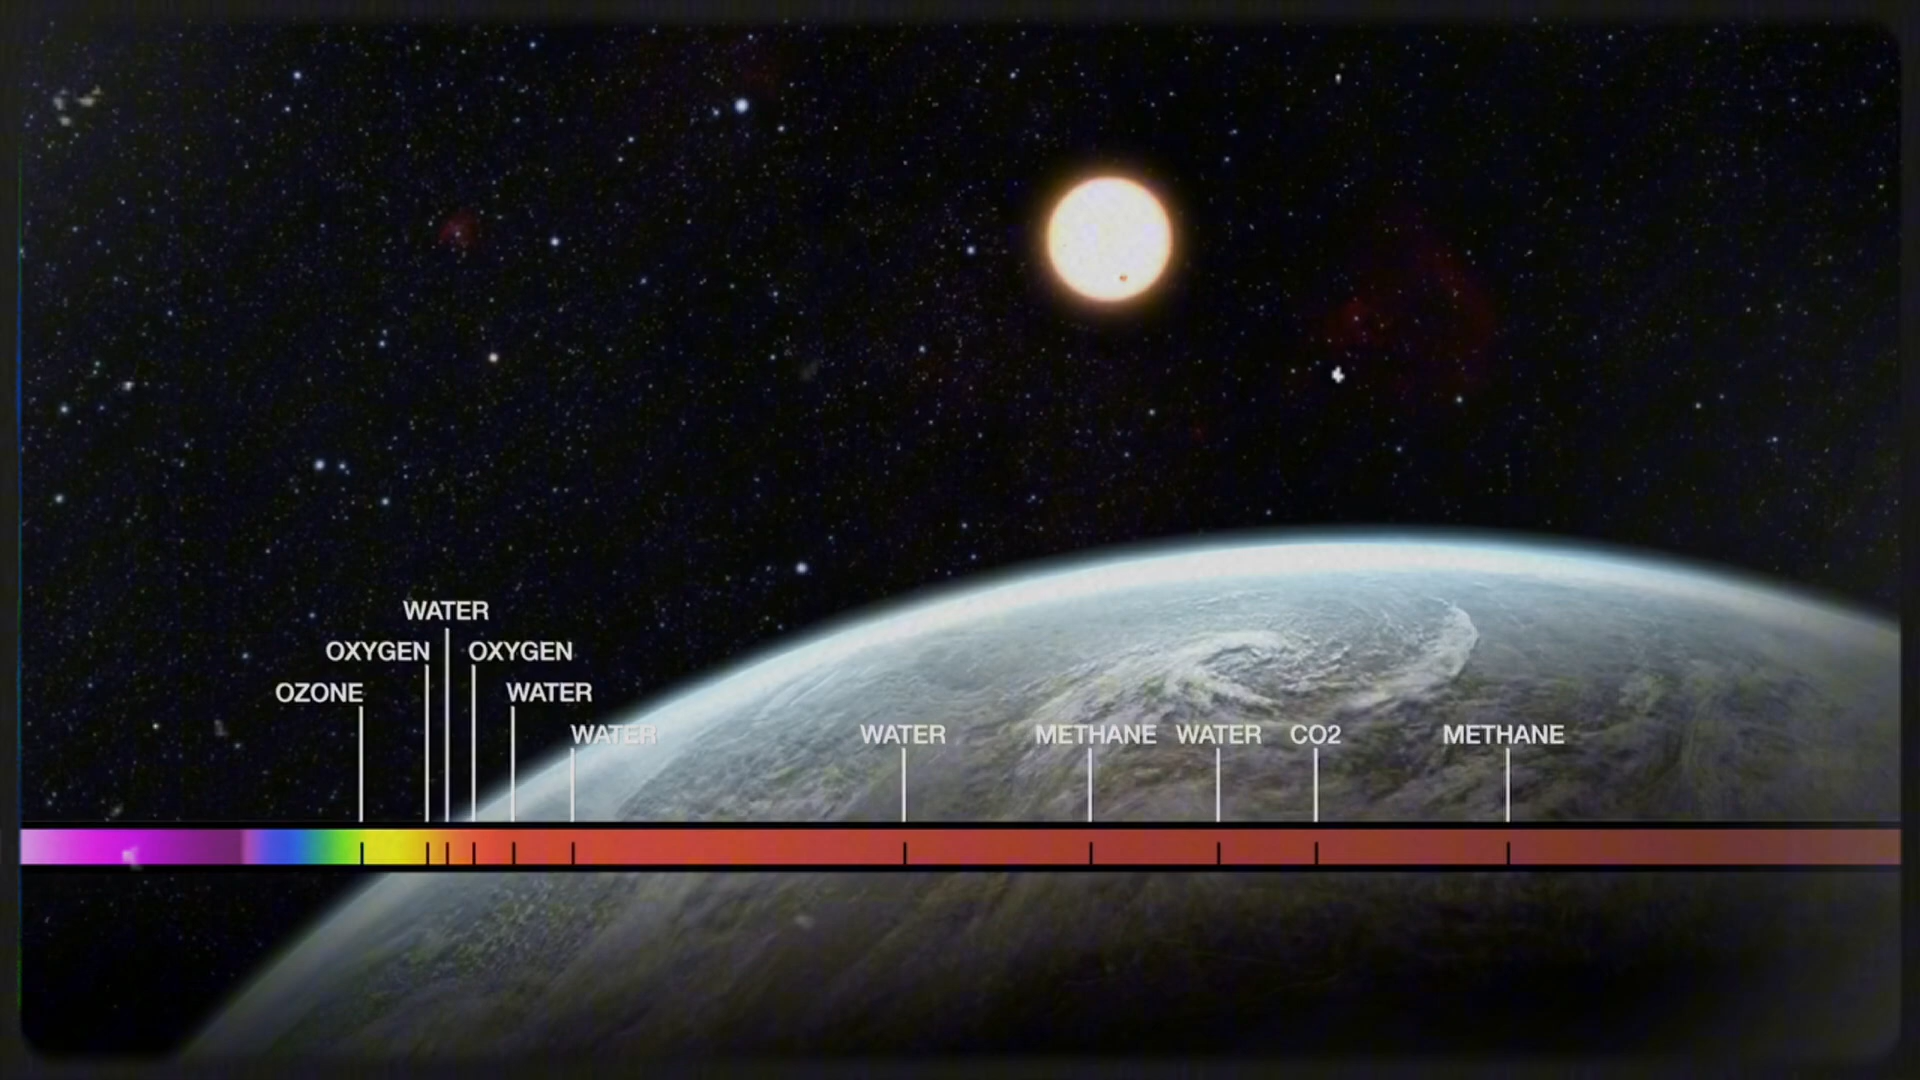 WATER
OXYGEN OXYGEN
OZONE WATER
WATER WATER METHANE WATER CO2 METHANE